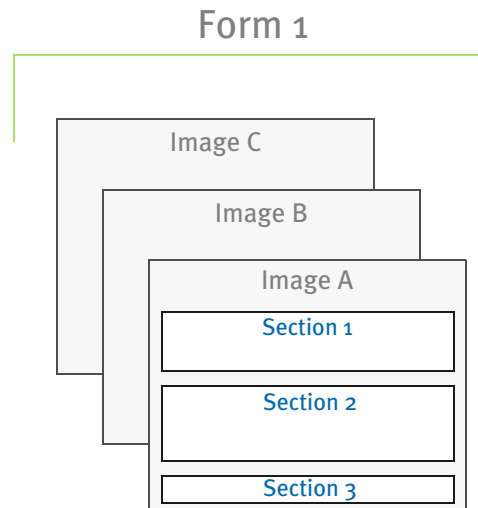 Form 1
Image C
Image B
Image A
Section 1
Section 2
Section 3